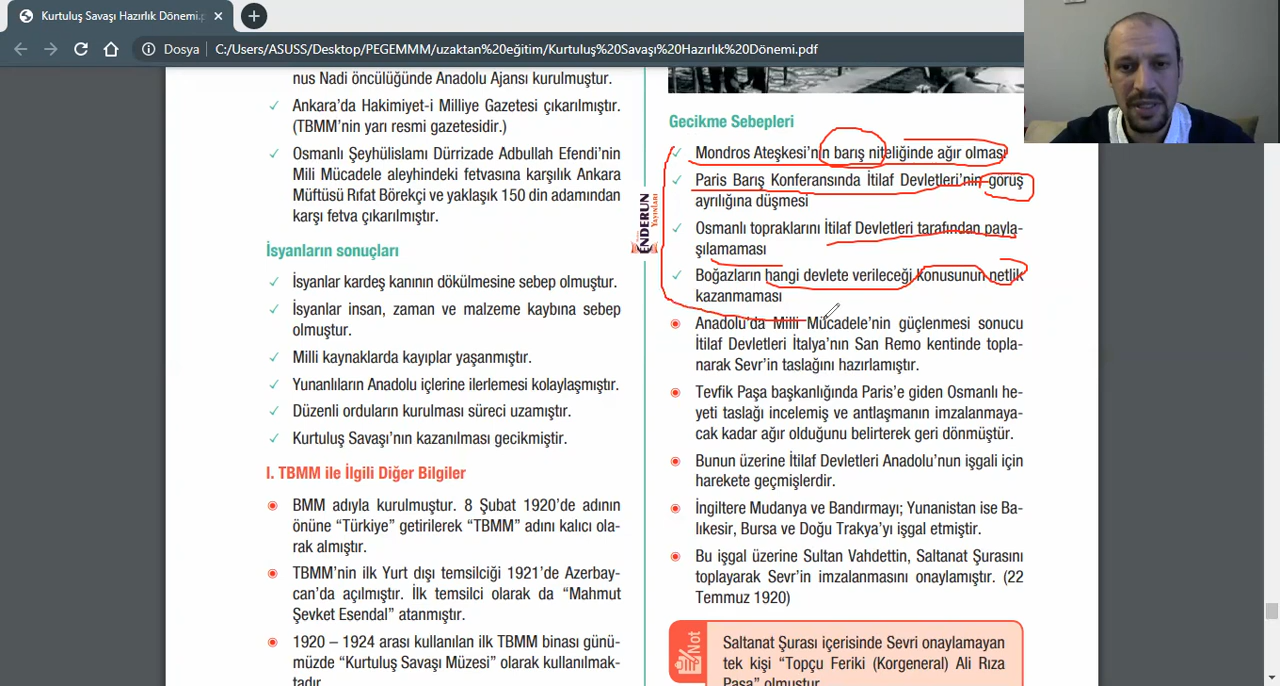 Kurtuluş Savaşı Hazırlık Dönemi.p
Dosya
C:/Users/ASUSS/Desktop/PEGEMMM/uzaktan%20eğitim/Kurtuluş%20Savaşı%20Hazırlık%20Dönemi.pdf
nus Nadi öncülüğünde Anadolu Ajansı kurulmuştur.
Ankara’da Hakimiyet-i Milliye Gazetesi çıkarılmıştır.
(TBMM’nin yarı resmi gazetesidir.)
Osmanlı Şeyhülislamı Dürrizade Adbullah Efendi’nin
Mili Mücadele aleyhindeki fetvasına karşılık Ankara
Müftüsü Rıfat Börekçi ve yaklaşık 150 din adamından
karşı fetva çıkarılmıştır.
İsyanların sonuçları
İsyanlar kardeş kanının dökülmesine sebep olmuştur.
İsyanlar insan, zaman ve malzeme kaybına sebep
olmuştur.
Milli kaynaklarda kayıplar yaşanmıştır.
Yunanlıların Anadolu içlerine ilerlemesi kolaylaşmıştır.
Düzenli orduların kurulması süreci uzamıştır.
Kurtuluş Savaşı’nın kazanılması gecikmiştir.
I. TBMM ile İlgili Diğer Bilgiler
BMM adıyla kurulmuştur. 8 Şubat 1920’de adının
önüne “Türkiye” getirilerek “TBMM” adını kalıcı ola-
rak almıştır.
TBMM’nin ilk Yurt dışı temsilciği 1921’de Azerbay-
can’da açılmıştır. İlk temsilci olarak da “Mahmut
Şevket Esendal” atanmıştır.
1920 – 1924 arası kullanılan ilk TBMM binası günü-
müzde “Kurtuluş Savaşı Müzesi” olarak kullanılmak-
tadır.
ENDERUN
Yayınları
Gecikme Sebepleri
Mondros Ateşkesi’nin barış niteliğinde ağır olması
Paris Barış Konferansında İtilaf Devletleri’nin görüş
ayrılığına düşmesi
Osmanlı topraklarını İtilaf Devletleri tarafından payla-
şılamaması
Boğazların hangi devlete verileceği konusunun netlik
kazanmaması
Anadolu’da Milli Mücadele’nin güçlenmesi sonucu
İtilaf Devletleri İtalya’nın San Remo kentinde topla-
narak Sevr’in taslağını hazırlamıştır.
Tevfik Paşa başkanlığında Paris’e giden Osmanlı he-
yeti taslağı incelemiş ve antlaşmanın imzalanmaya-
cak kadar ağır olduğunu belirterek geri dönmüştür.
Bunun üzerine İtilaf Devletleri Anadolu’nun işgali için
harekete geçmişlerdir.
İngiltere Mudanya ve Bandırmayı; Yunanistan ise Ba-
lıkesir, Bursa ve Doğu Trakya’yı işgal etmiştir.
Bu işgal üzerine Sultan Vahdettin, Saltanat Şurasını
toplayarak Sevr’in imzalanmasını onaylamıştır. (22
Temmuz 1920)
Not
Saltanat Şurası içerisinde Sevri onaylamayan
tek kişi “Topçu Feriki (Korgeneral) Ali Rıza
Paşa” olmuştur.